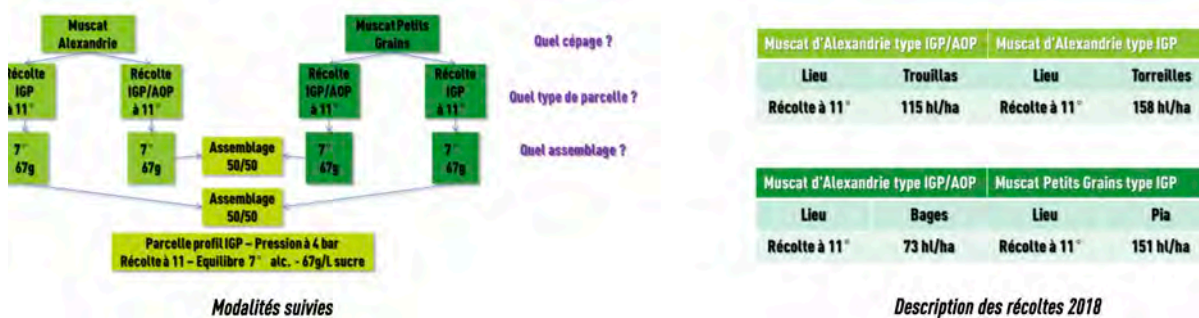 Muscat
Alexandrie
Muscat Petits
Grains
Quel cépage ?
Récolte
IGP
à 11°
Récolte
IGP/AOP
à 11°
Récolte
IGP/AOP
à 11°
Récolte
IGP
à 11°
Quel type de parcelle ?
7°
67g
7°
67g
Assemblage
50/50
7°
67g
7°
67g
Quel assemblage ?
Assemblage
50/50
Parcelle profil IGP – Pression à 4 bar
Récolte à 11 – Equilibre 7° alc. - 67g/L sucre
Modalités suivies
Muscat d'Alexandrie type IGP/AOP Muscat d'Alexandrie type IGP
Lieu Trouillas Lieu Torreilles
Récolte à 11° 115 hl/ha Récolte à 11° 158 hl/ha
Muscat d'Alexandrie type IGP/AOP Muscat Petits Grains type IGP
Lieu Bages Lieu Pia
Récolte à 11° 73 hl/ha Récolte à 11° 151 hl/ha
Description des récoltes 2018